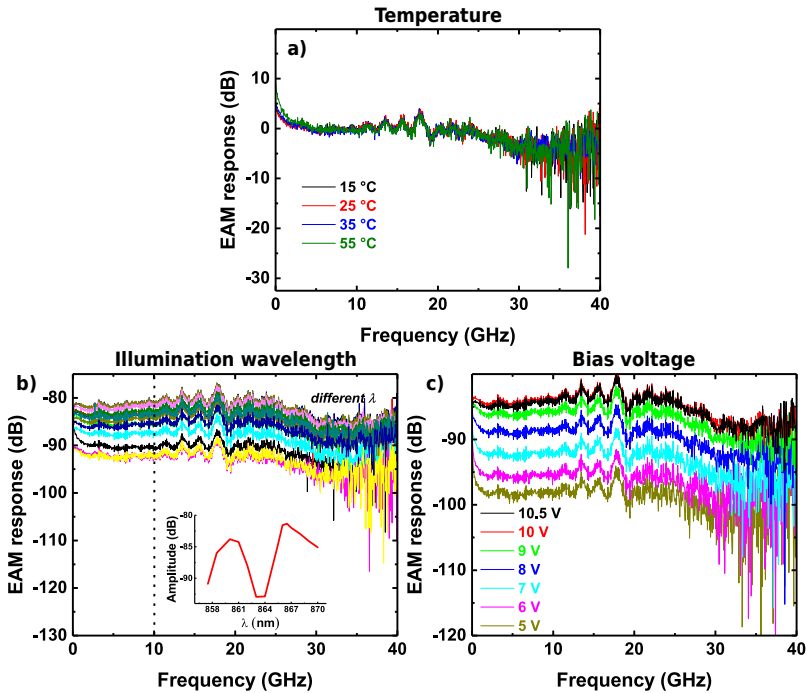 Temperature
a)
EAM response (dB)
10
0
-10
-20
-30
15 °C
25 °C
35 °C
55 °C
0 10 20 30 40
Frequency (GHz)
Illumination wavelength
b)
EAM response (dB)
-80
-90
-100
-110
-120
-130
different λ
Amplitude (dB)
-80
-85
-90
858 861 864 867 870
λ (nm)
0 10 20 30 40
Frequency (GHz)
Bias voltage
c)
EAM response (dB)
-90
-100
-110
-120
10.5 V
10 V
9 V
8 V
7 V
6 V
5 V
0 10 20 30 40
Frequency (GHz)